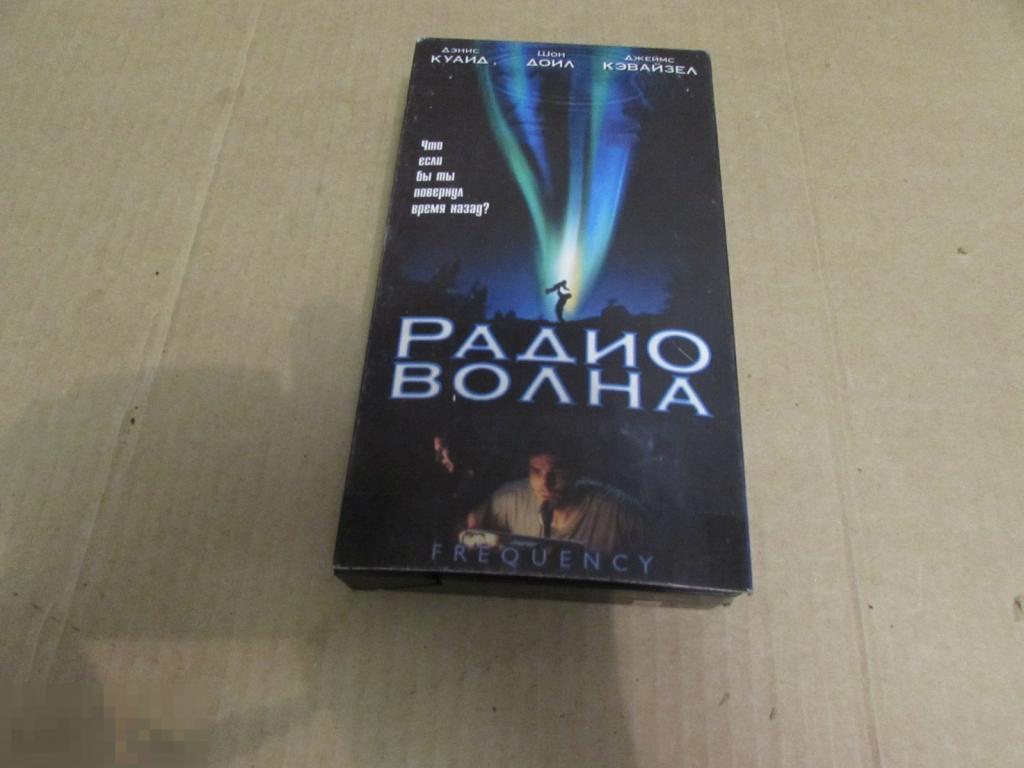 Дэнис
Куаид
Шон
Доил
Джеймс
Кэвайзел
Что
если
бы ты
повернул
время назад?
Радио
волна
FREQUENCY